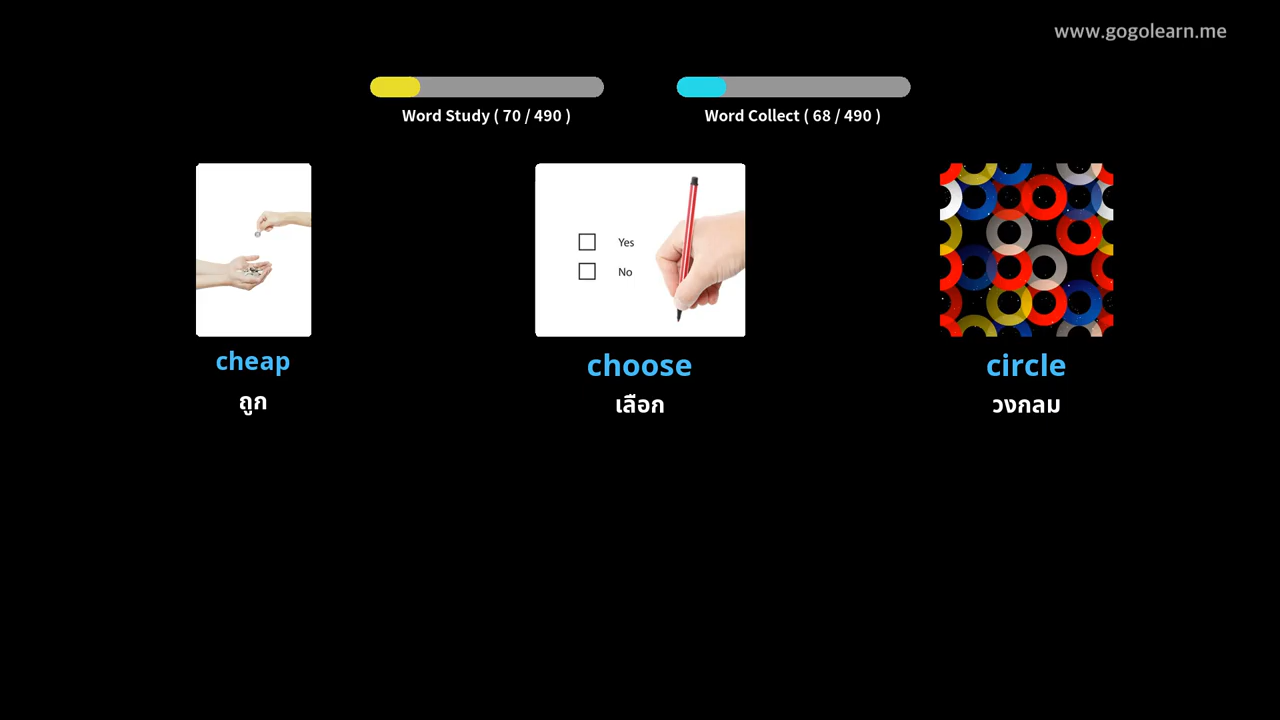 www.gogolearn.me
Word Study ( 70 / 490 )
Word Collect ( 68 / 490 )
Yes
No
cheap
choose
circle
ถูก
เลือก
วงกลม